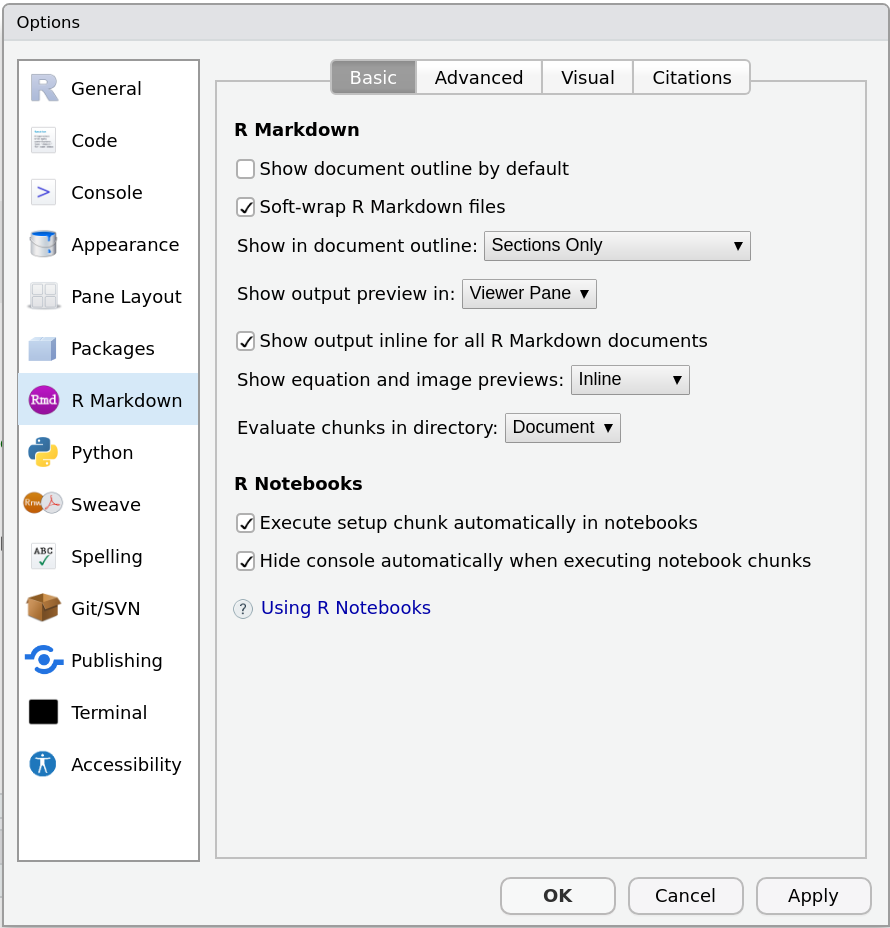 Options
General
Code
Console
Appearance
Pane Layout
Packages
Rmd R Markdown
Python
Sweave
ABC Spelling
Git/SVN
Publishing
Terminal
Accessibility
Basic Advanced Visual Citations
R Markdown
Show document outline by default
Soft-wrap R Markdown files
Show in document outline: Sections Only
Show output preview in: Viewer Pane
Show output inline for all R Markdown documents
Show equation and image previews: Inline
Evaluate chunks in directory: Document
R Notebooks
Execute setup chunk automatically in notebooks
Hide console automatically when executing notebook chunks
? Using R Notebooks
OK Cancel Apply